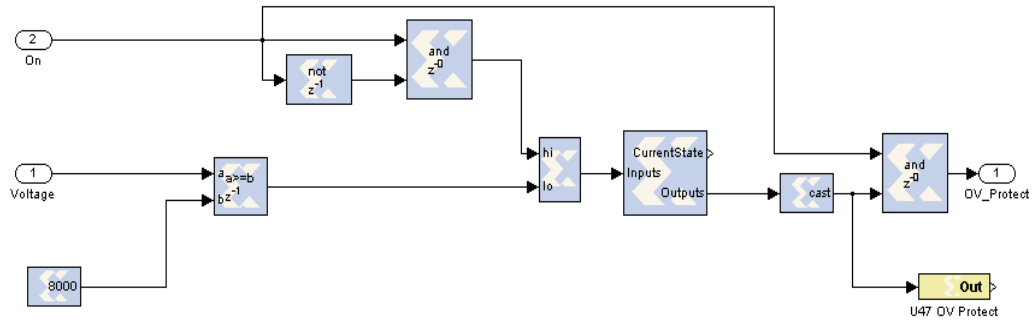 2
On
not
z-1
and
z-0
1
Voltage
a
a>=b
b
z-1
8000
hi
lo
CurrentState
Inputs
Outputs
cast
and
z-0
1
OV_Protect
Out
U47 OV Protect